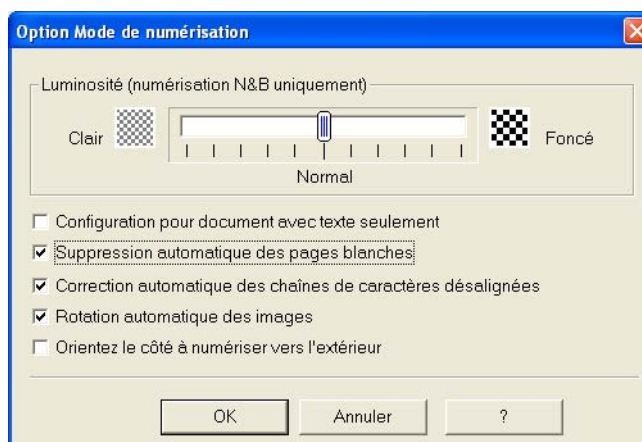 Option Mode de numérisation
Luminosité (numérisation N&B uniquement)
Clair
Foncé
Normal
Configuration pour document avec texte seulement
Suppression automatique des pages blanches
Correction automatique des chaînes de caractères désalignées
Rotation automatique des images
Orientez le côté à numériser vers l'extérieur
OK Annuler ?